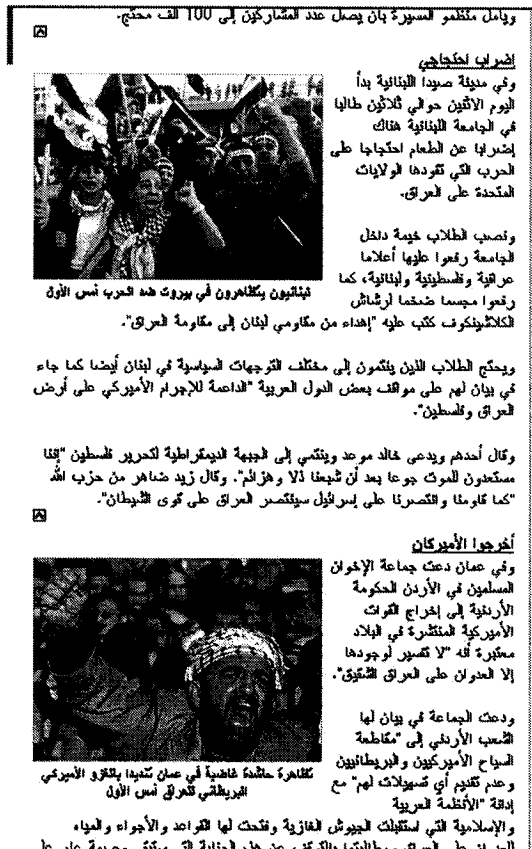 ويأمل منظمو المسيرة بأن يصل عدد المشاركين إلى 100 ألف محتج.
إضراب احتجاجي
وفي مدينة صيدا اللبنانية بدأ
اليوم الاثنين حوالي ثلاثين طالبا
في الجامعة اللبنانية هناك
إضرابا عن الطعام احتجاجا على
الحرب التي تقودها الولايات
المتحدة على العراق.
ونصب الطلاب خيمة داخل
الجامعة رفعوا عليها أعلاما
عراقية وفلسطينية ولبنانية، كما
رفعوا مجسما ضخما لرشاش
الكلاشينكوف كتب عليه "إهداء من مقاومي لبنان إلى مقاومة العراق".
لبنانيون يتظاهرون في بيروت ضد الحرب أمس الأول
ويحتج الطلاب الذين ينتمون إلى مختلف التوجهات السياسية في لبنان أيضا كما جاء
في بيان لهم على مواقف بعض الدول العربية "الداعمة للإجرام الأميركي على أرض
العراق وفلسطين".
وقال أحدهم ويدعى خالد موعد وينتمي إلى الجبهة الديمقراطية لتحرير فلسطين "إننا
مستعدون للموت جوعا بعد أن شبعنا ذلا وهزائم". وقال زيد ضاهر من حزب الله
"كما قاومنا وانتصرنا على إسرائيل سينتصر العراق على قوى الشيطان".
أخرجوا الأميركان
وفي عمان دعت جماعة الإخوان
المسلمين في الأردن الحكومة
الأردنية إلى إخراج القوات
الأميركية المنتشرة في البلاد
معتبرة أنه "لا تفسير لوجودها
إلا العدوان على العراق الشقيق".
ودعت الجماعة في بيان لها
الشعب الأردني إلى "مقاطعة
السياح الأميركيين والبريطانيين
وعدم تقديم أي تسهيلات لهم" مع
إدانة "الأنظمة العربية
تظاهرة حاشدة غاضبة في عمان تنديدا بالغزو الأميركي
البريطاني للعراق أمس الأول
والإسلامية التي استقبلت الجيوش الغازية وفتحت لها القواعد والأجواء والمياه